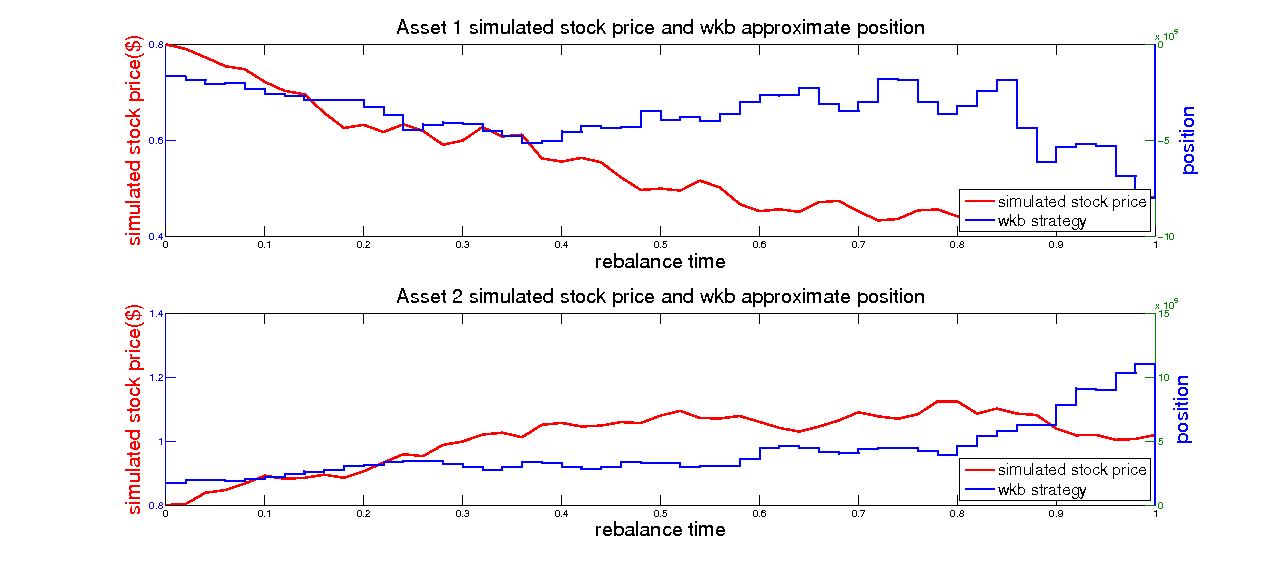 Asset 1 simulated stock price and wkb approximate position
simulated stock price($)
0.8
0.6
0.4
x 10
0
-5
-10
position
simulated stock price
wkb strategy
0 0.1 0.2 0.3 0.4 0.5 0.6 0.7 0.8 0.9 1
rebalance time
Asset 2 simulated stock price and wkb approximate position
simulated stock price($)
1.4
1.2
1
0.8
x 10
15
10
5
0
position
simulated stock price
wkb strategy
0 0.1 0.2 0.3 0.4 0.5 0.6 0.7 0.8 0.9 1
rebalance time